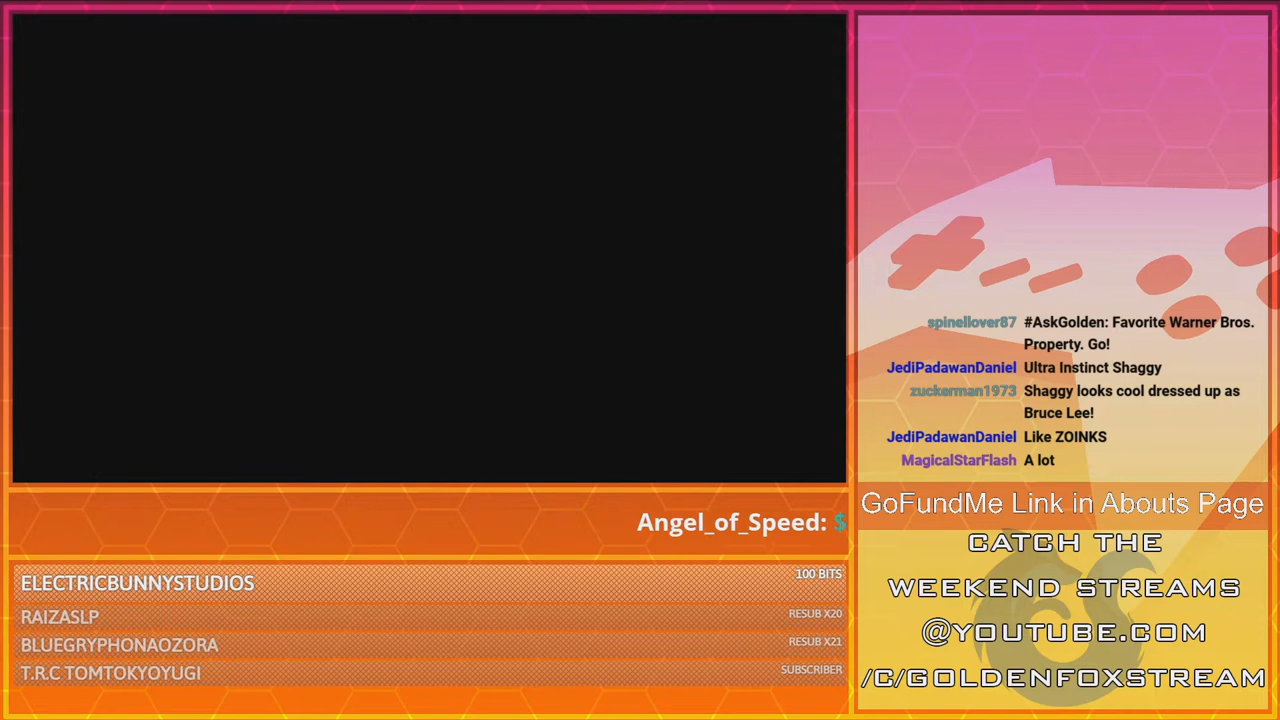 spinellover87 #AskGolden: Favorite Warner Bros.
Property. Go!
JediPadawanDaniel Ultra Instinct Shaggy
zuckerman1973 Shaggy looks cool dressed up as
Bruce Lee!
JediPadawanDaniel Like ZOINKS
MagicalStarFlash A lot
GoFundMe Link in Abouts Page
CATCH THE
WEEKEND STREAMS
@YOUTUBE.COM
/C/GOLDENFOXSTREAM
Angel_of_Speed: $
ELECTRICBUNNYSTUDIOS 100 BITS
RAIZASLP RESUB X20
BLUEGRYPHONAOZORA RESUB X21
T.R.C TOMTOKYOYUGI SUBSCRIBER